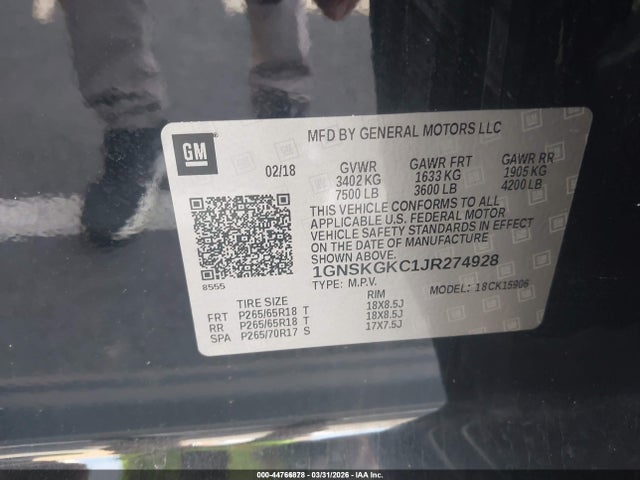 MFD BY GENERAL MOTORS LLC
GM
02/18
GVWR
3402 KG
7500 LB
GAWR FRT
1633 KG
3600 LB
GAWR RR
1905 KG
4200 LB
THIS VEHICLE CONFORMS TO ALL
APPLICABLE U.S. FEDERAL MOTOR
VEHICLE SAFETY STANDARDS IN EFFECT
ON THE DATE OF MANUFACTURE
SHOWN ABOVE.
1GNSKGKC1JR274928
TYPE: M.P.V.
MODEL: 18CK15906
8555
TIRE SIZE RIM
FRT P265/65R18 T 18X8.5J
RR P265/65R18 T 18X8.5J
SPA P265/70R17 S 17X7.5J
000-44766878 | 03/31/2026 - IAA Inc.